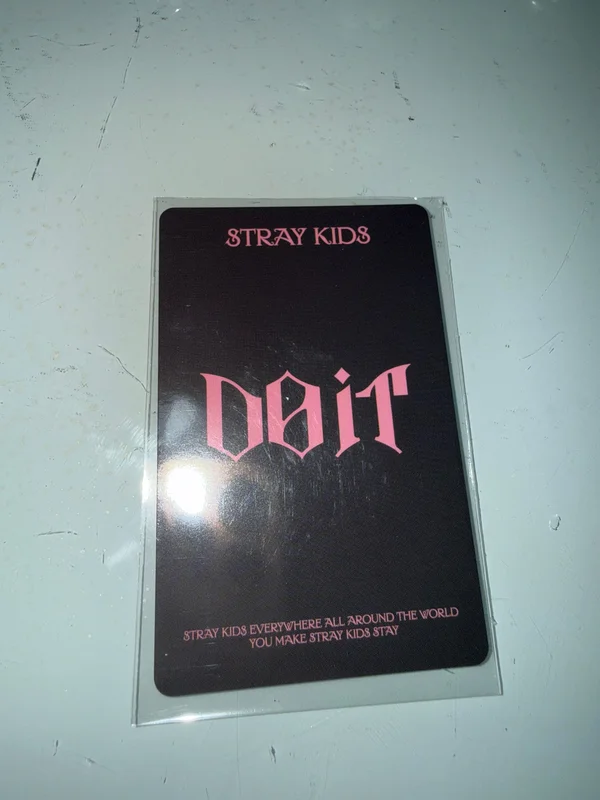 STRAY KIDS
DO iT
STRAY KIDS EVERYWHERE ALL AROUND THE WORLD
YOU MAKE STRAY KIDS STAY